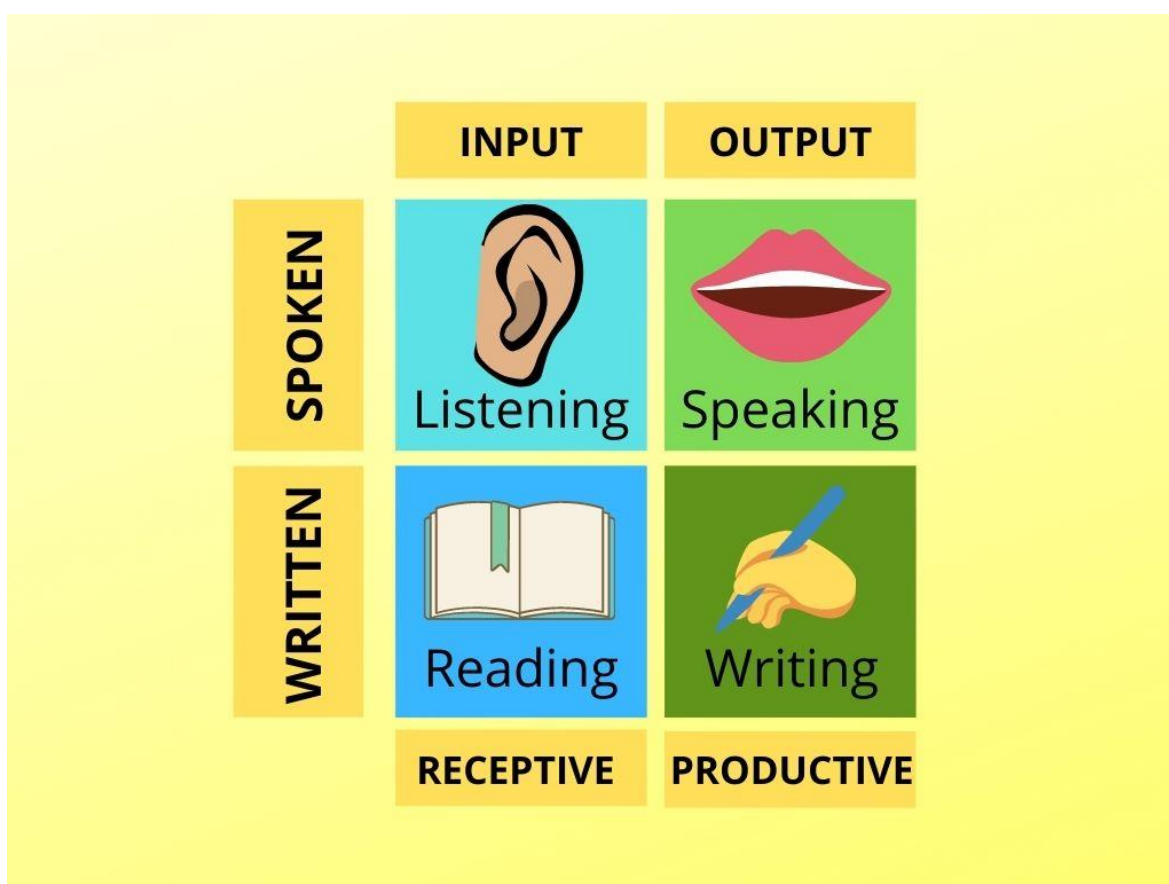 INPUT OUTPUT
SPOKEN
Listening Speaking
WRITTEN
Reading Writing
RECEPTIVE PRODUCTIVE